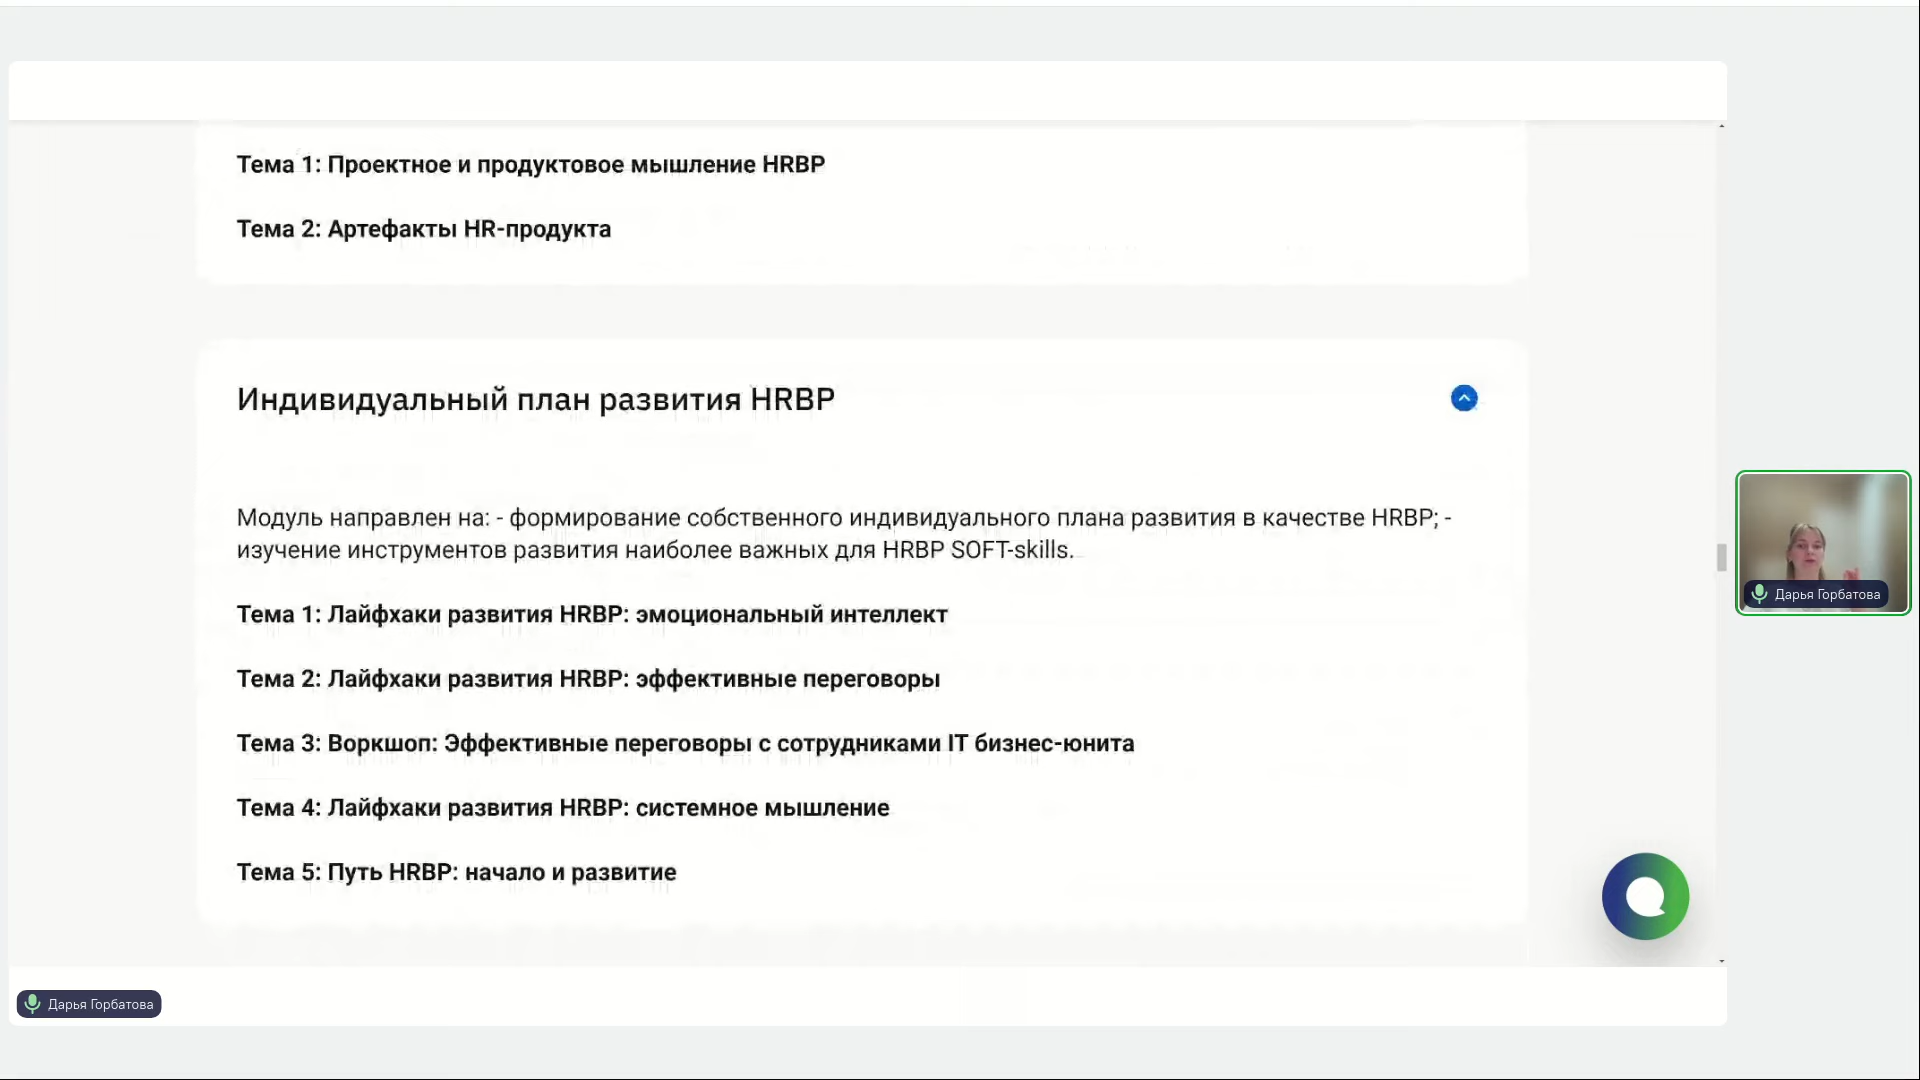 Тема 1: Проектное и продуктовое мышление HRBP
Тема 2: Артефакты HR-продукта
Индивидуальный план развития HRBP
Модуль направлен на: - формирование собственного индивидуального плана развития в качестве HRBP; -
изучение инструментов развития наиболее важных для HRBP SOFT-skills.
Тема 1: Лайфхаки развития HRBP: эмоциональный интеллект
Тема 2: Лайфхаки развития HRBP: эффективные переговоры
Тема 3: Воркшоп: Эффективные переговоры с сотрудниками IT бизнес-юнита
Тема 4: Лайфхаки развития HRBP: системное мышление
Тема 5: Путь HRBP: начало и развитие
Дарья Горбатова
Дарья Горбатова